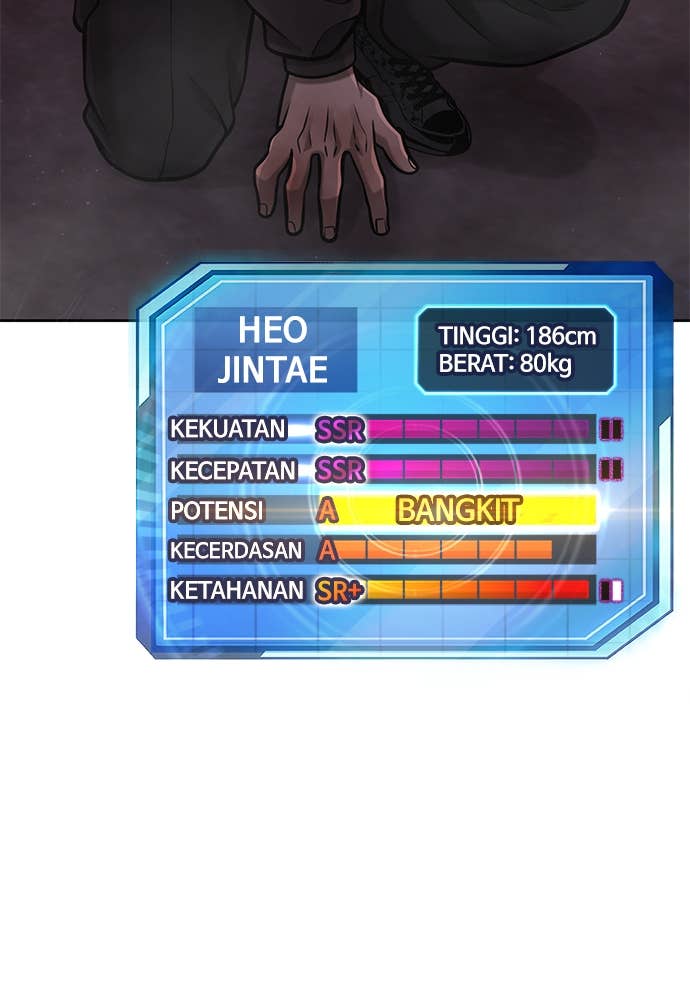 HEO
JINTAE
TINGGI: 186cm
BERAT: 80kg
KEKUATAN SSR
KECEPATAN SSR
POTENSI A BANGKIT
KECERDASAN A
KETAHANAN SR+